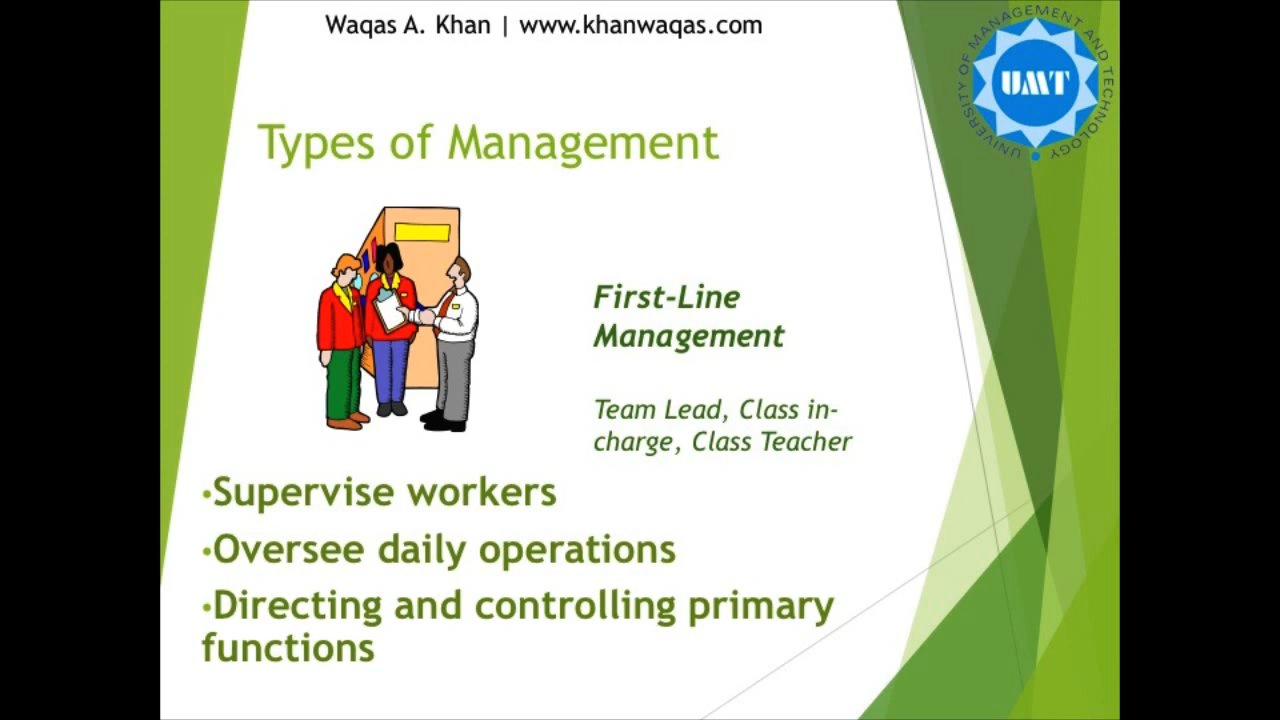 Waqas A. Khan | www.khanwaqas.com
UNIVERSITY OF MANAGEMENT AND TECHNOLOGY
UMT
Types of Management
First-Line
Management
Team Lead, Class in-
charge, Class Teacher
•Supervise workers
•Oversee daily operations
•Directing and controlling primary
functions